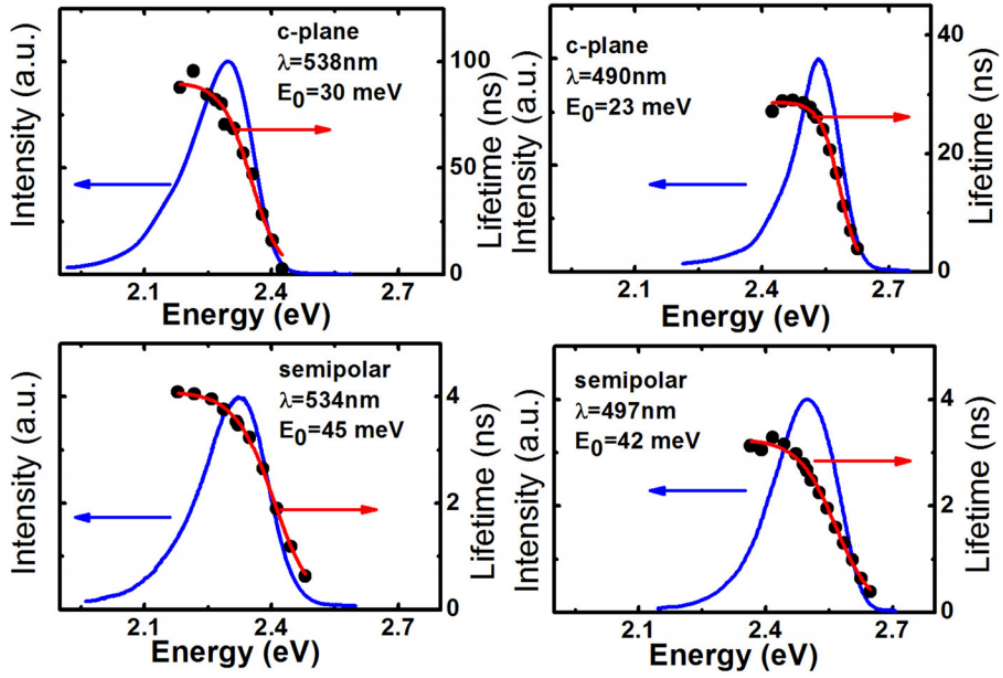 Intensity (a.u.)
c-plane
λ=538nm
E0=30 meV
100
50
0
Lifetime (ns)
2.1 2.4 2.7
Energy (eV)
Intensity (a.u.)
c-plane
λ=490nm
E0=23 meV
40
20
0
Lifetime (ns)
2.1 2.4 2.7
Energy (eV)
Intensity (a.u.)
semipolar
λ=534nm
E0=45 meV
4
2
0
Lifetime (ns)
2.1 2.4 2.7
Energy (eV)
Intensity (a.u.)
semipolar
λ=497nm
E0=42 meV
4
2
0
Lifetime (ns)
2.1 2.4 2.7
Energy (eV)